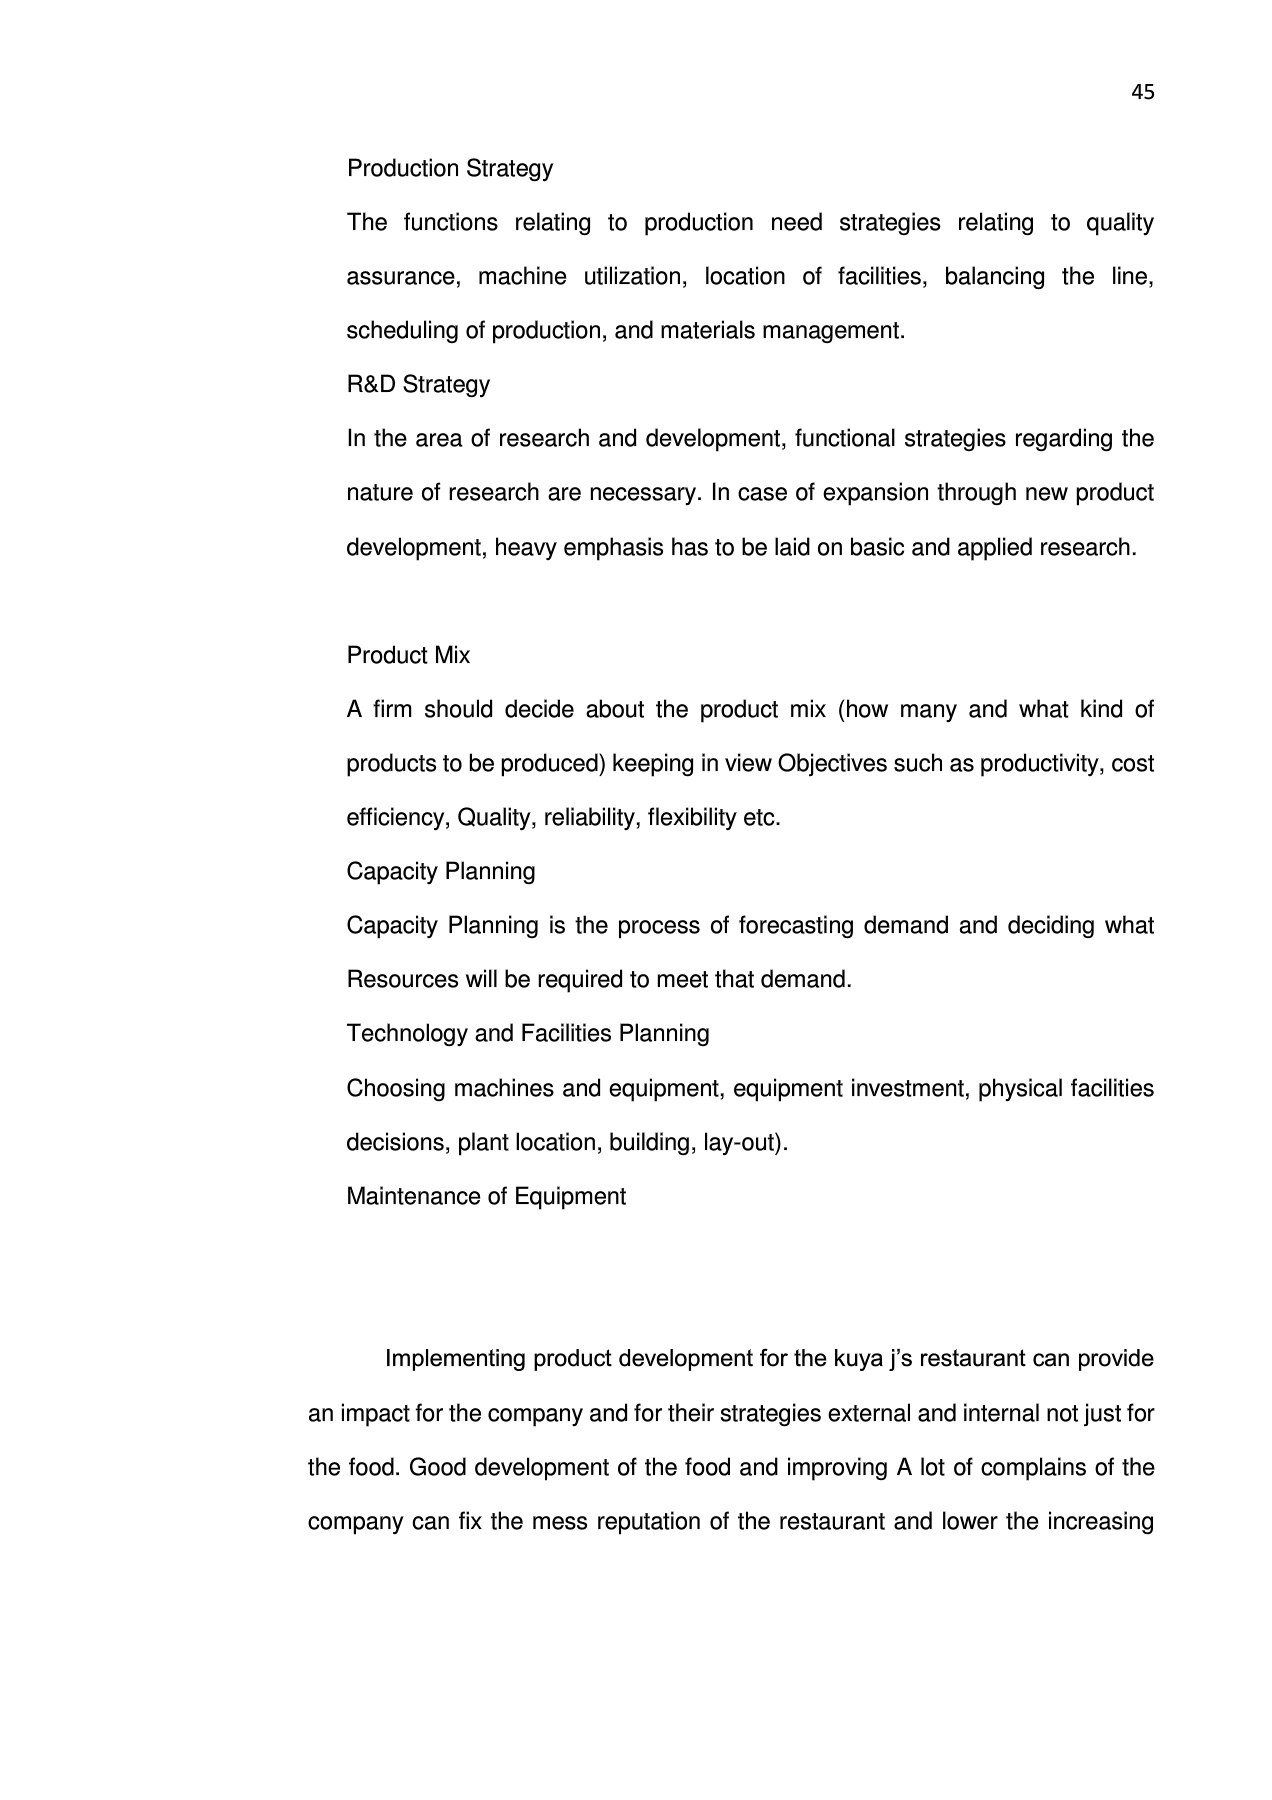 45
Production Strategy
The functions relating to production need strategies relating to quality
assurance, machine utilization, location of facilities, balancing the line,
scheduling of production, and materials management.
R&D Strategy
In the area of research and development, functional strategies regarding the
nature of research are necessary. In case of expansion through new product
development, heavy emphasis has to be laid on basic and applied research.
Product Mix
A firm should decide about the product mix (how many and what kind of
products to be produced) keeping in view Objectives such as productivity, cost
efficiency, Quality, reliability, flexibility etc.
Capacity Planning
Capacity Planning is the process of forecasting demand and deciding what
Resources will be required to meet that demand.
Technology and Facilities Planning
Choosing machines and equipment, equipment investment, physical facilities
decisions, plant location, building, lay-out).
Maintenance of Equipment
Implementing product development for the kuya j’s restaurant can provide
an impact for the company and for their strategies external and internal not just for
the food. Good development of the food and improving A lot of complains of the
company can fix the mess reputation of the restaurant and lower the increasing